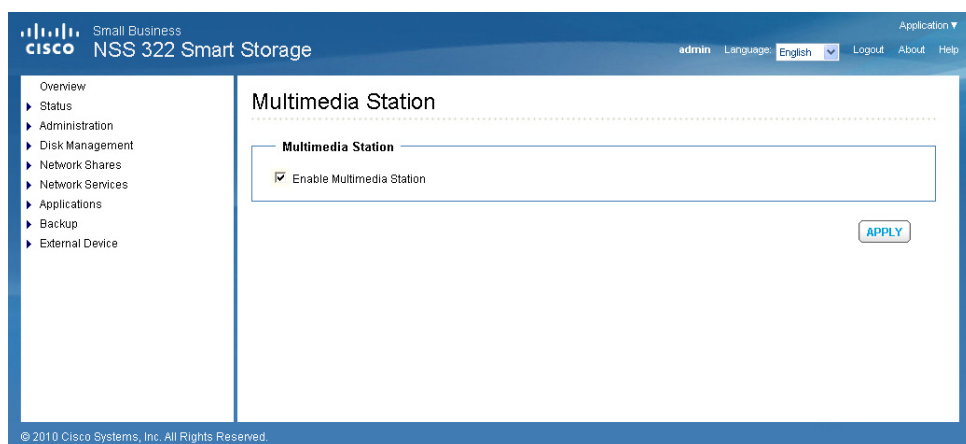 Small Business
CISCO NSS 322 Smart Storage
Application ▼
admin Language: English Logout About Help
Overview
Status
Administration
Disk Management
Network Shares
Network Services
Applications
Backup
External Device
Multimedia Station
Multimedia Station
Enable Multimedia Station
APPLY
© 2010 Cisco Systems, Inc. All Rights Reserved.